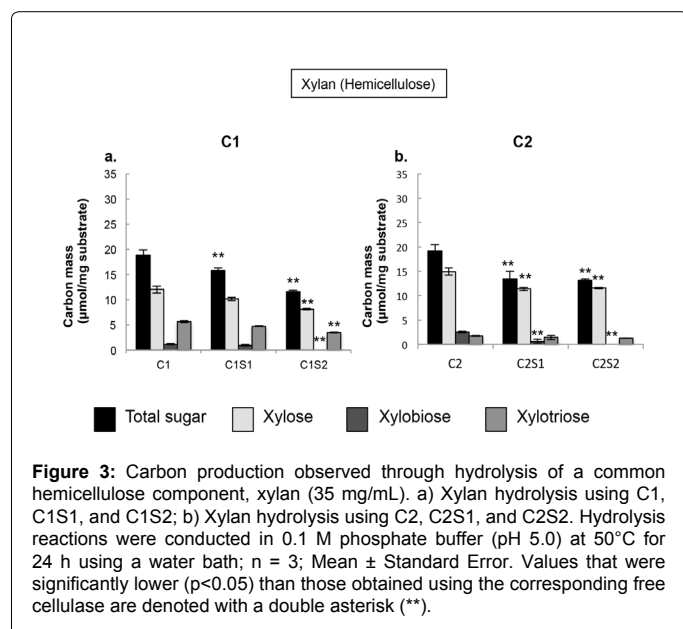 Xylan (Hemicellulose)
C1
a.
Carbon mass
(µmol/mg substrate)
35
30
25
20
15
10
5
0
**
**
**
**
**
C1
C1S1
C1S2
C2
b.
Carbon mass
(µmol/mg substrate)
35
30
25
20
15
10
5
0
**
**
**
**
**
**
C2
C2S1
C2S2
Total sugar
Xylose
Xylobiose
Xylotriose
Figure 3: Carbon production observed through hydrolysis of a common
hemicellulose component, xylan (35 mg/mL). a) Xylan hydrolysis using C1,
C1S1, and C1S2; b) Xylan hydrolysis using C2, C2S1, and C2S2. Hydrolysis
reactions were conducted in 0.1 M phosphate buffer (pH 5.0) at 50°C for
24 h using a water bath; n = 3; Mean ± Standard Error. Values that were
significantly lower (p<0.05) than those obtained using the corresponding free
cellulase are denoted with a double asterisk (**).